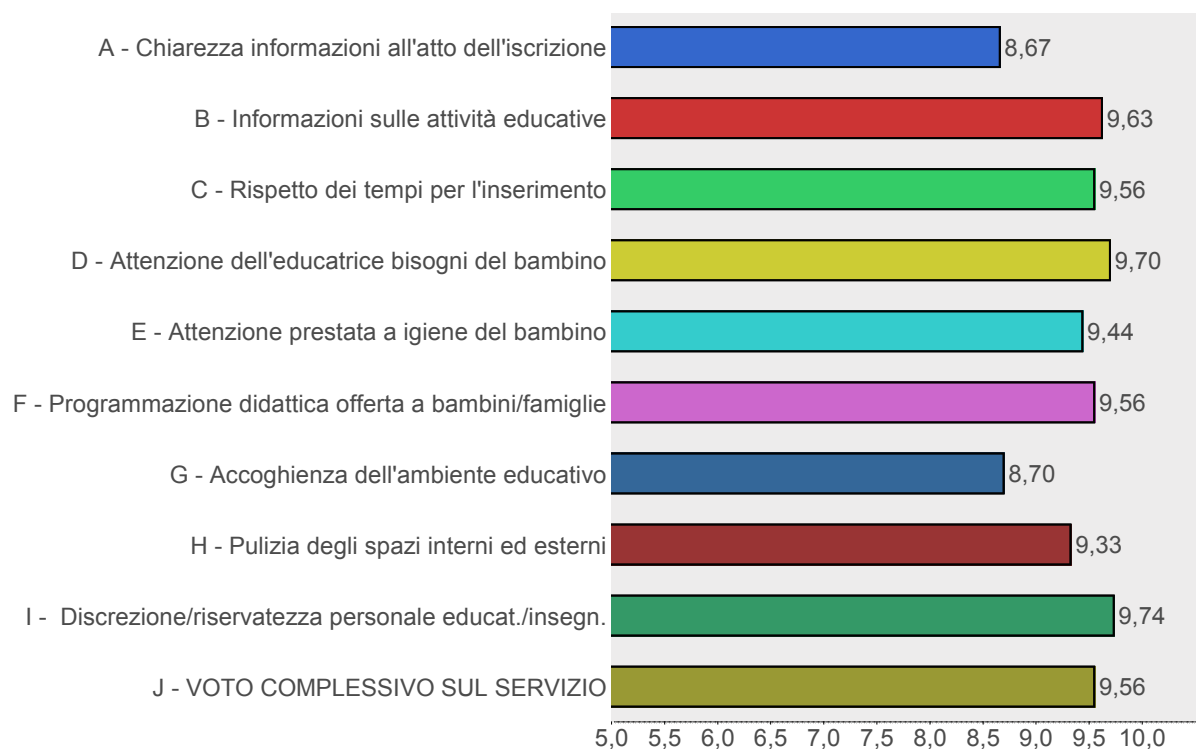 A - Chiarezza informazioni all'atto dell'iscrizione 8,67
B - Informazioni sulle attività educative 9,63
C - Rispetto dei tempi per l'inserimento 9,56
D - Attenzione dell'educatrice bisogni del bambino 9,70
E - Attenzione prestata a igiene del bambino 9,44
F - Programmazione didattica offerta a bambini/famiglie 9,56
G - Accoghienza dell'ambiente educativo 8,70
H - Pulizia degli spazi interni ed esterni 9,33
I -  Discrezione/riservatezza personale educat./insegn. 9,74
J - VOTO COMPLESSIVO SUL SERVIZIO 9,56
5,0 5,5 6,0 6,5 7,0 7,5 8,0 8,5 9,0 9,5 10,0